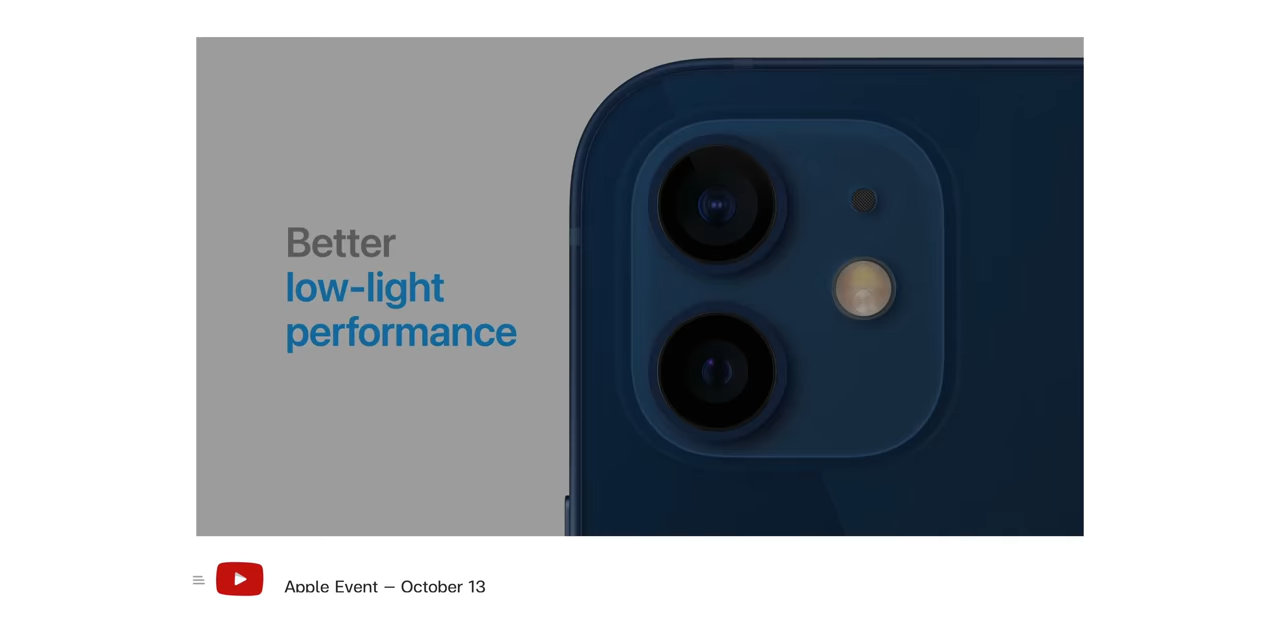 Better
low-light
performance
Apple Event — October 13